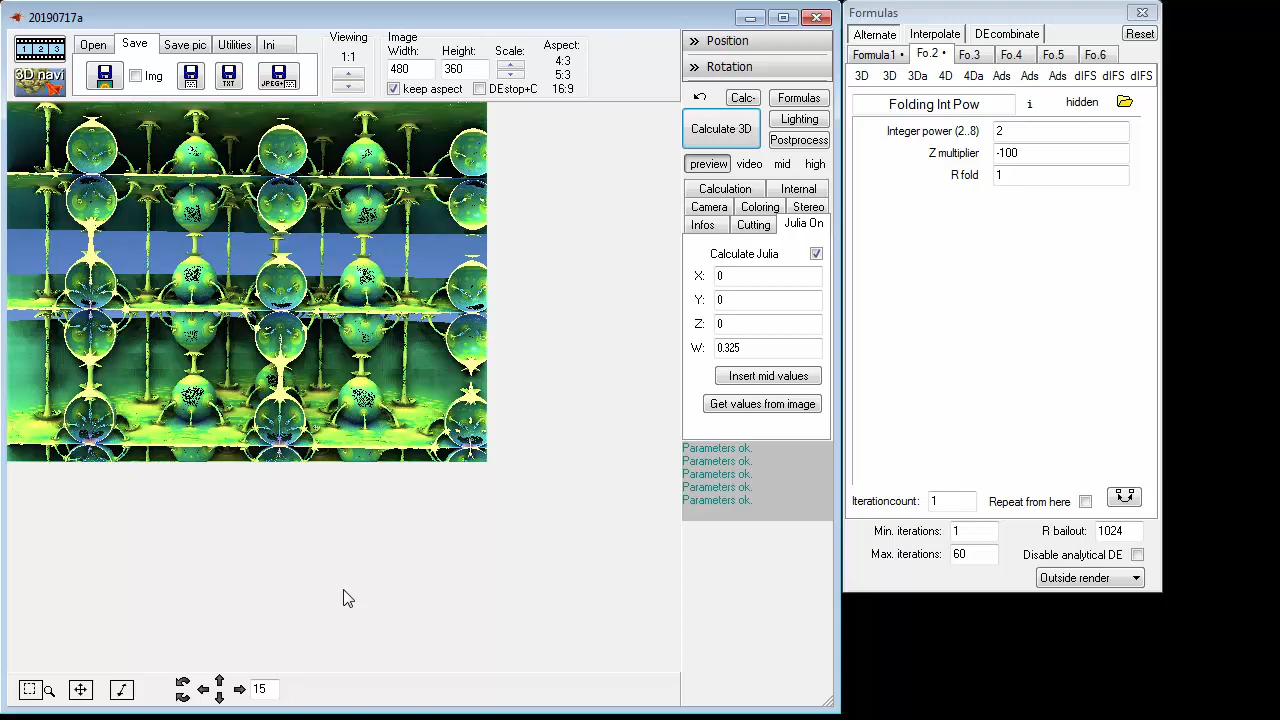 20190717a
1 2 3
3D navi
Open
Save
Save pic
Utilities
Ini
Img
TXT
JPEG+
Viewing
1:1
Image
Width:
Height:
Scale:
480
360
keep aspect
DEstop+C
Aspect:
4:3
5:3
16:9
Position
Rotation
Calc-
Formulas
Calculate 3D
Lighting
Postprocess
preview
video
mid
high
Calculation
Internal
Camera
Coloring
Stereo
Infos
Cutting
Julia On
Calculate Julia
X: 0
Y: 0
Z: 0
W: 0.325
Insert mid values
Get values from image
Parameters ok.
Parameters ok.
Parameters ok.
Parameters ok.
Parameters ok.
15
Formulas
Alternate
Interpolate
DEcombinate
Reset
Formula1 •
Fo.2 •
Fo.3
Fo.4
Fo.5
Fo.6
3D 3D 3Da 4D 4Da Ads Ads Ads dIFS dIFS dIFS
Folding Int Pow
i
hidden
Integer power (2..8) 2
Z multiplier -100
R fold 1
Iterationcount: 1
Repeat from here
Min. iterations: 1
R bailout: 1024
Max. iterations: 60
Disable analytical DE
Outside render